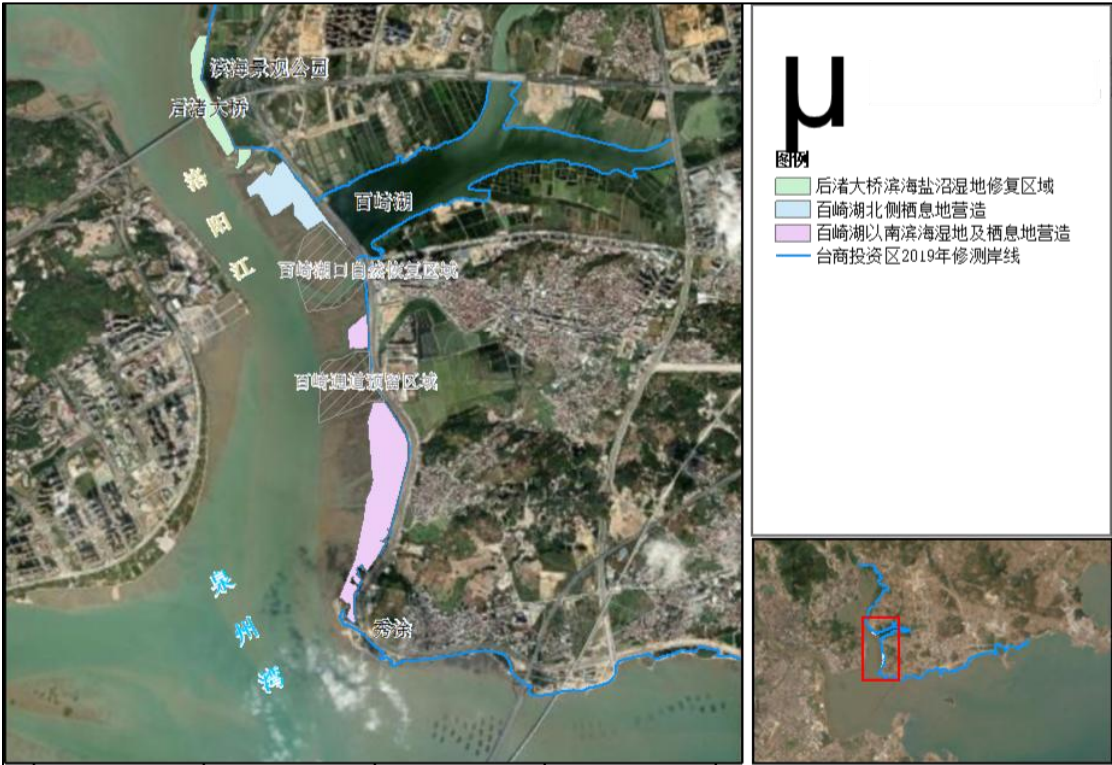 滨海景观公园
后渚大桥
洛阳江
百崎湖
百崎湖口自然恢复区域
百崎通道预留区域
泉州湾
秀涂
μ
图例
后渚大桥滨海盐沼湿地修复区域
百崎湖北侧栖息地营造
百崎湖以南滨海湿地及栖息地营造
台商投资区2019年修测岸线